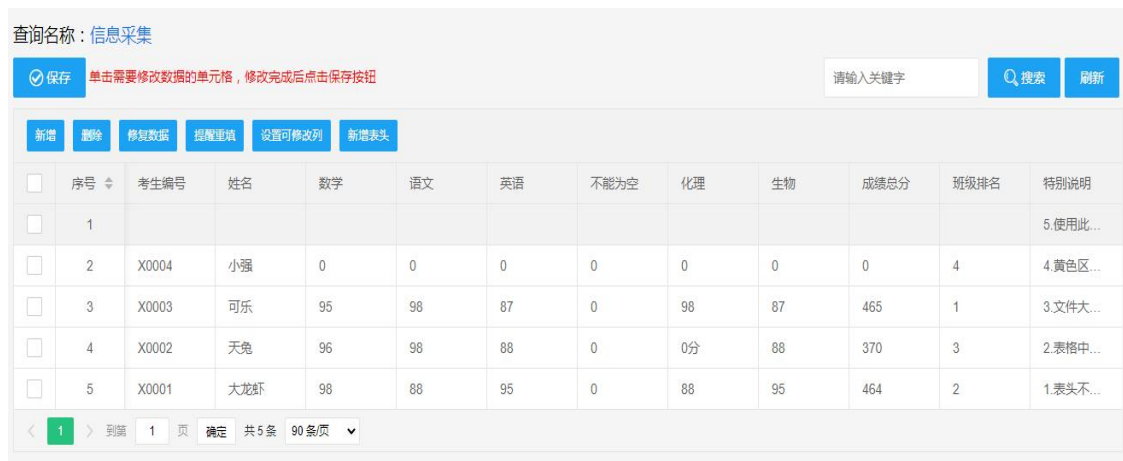 查询名称：信息采集
保存 单击需要修改数据的单元格，修改完成后点击保存按钮 请输入关键字 搜索 刷新
新增 删除 修复数据 提醒重填 设置可修改列 新增表头
序号 考生编号 姓名 数学 语文 英语 不能为空 化理 生物 成绩总分 班级排名 特别说明
1 5.使用此...
2 X0004 小强 0 0 0 0 0 0 0 4 4.黄色区...
3 X0003 可乐 95 98 87 0 98 87 465 1 3.文件大...
4 X0002 天兔 96 98 88 0 0分 88 370 3 2.表格中...
5 X0001 大龙虾 98 88 95 0 88 95 464 2 1.表头不...
1 到第 1 页 确定 共5条 90条/页